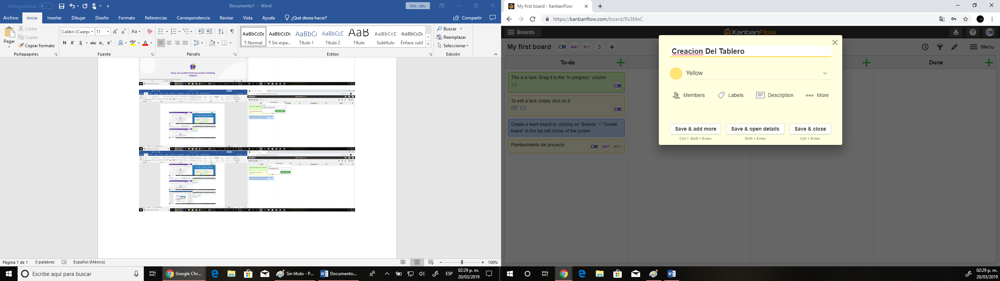 Autoguardado
Documento1 - Word
Inic. ses.
Archivo Inicio Insertar Dibujar Diseño Formato Referencias Correspondencia Revisar Vista Ayuda ¿Qué desea hacer? Compartir
Pegar
Cortar
Copiar
Copiar formato
Portapapeles
Calibri (Cuerpo 11
N K S abc x₂ x²
Fuente
Párrafo
AaBbCcDc AaBbCcDc AaBbCc AaBbCcD AaB AaBbCcD AaBbCcDc
¶ Normal ¶ Sin espa... Título 1 Título 2 Título Subtítulo Énfasis sutil
Estilos
Buscar
Reemplazar
Seleccionar
Edición
Sorry, we couldn't find any results matching
Página 1 de 1 0 palabras Español (México) 100%
Escribe aquí para buscar
Google Chr...
Sin título - P...
Documento...
ESP
02:29 p. m.
20/03/2019
My first board - KanbanFlow
https://kanbanflow.com/board/Rs3MeC
Boards
KanbanFlow
CM
My first board CM AN? XC? 3
Menu
To-do
Done
This is a task. Drag it to the "In progress" column
CM
To edit a task simply click on it
CM
Create a team board by clicking on "Boards" > "Create
board" in the top left corner of the screen
Planteamiento del proyecto CM AN? XC?
Creacion Del Tablero
Yellow
Members Labels Description More
Save & add more Save & open details Save & close
Ctrl + Shift + Enter Shift + Enter Ctrl + Enter
02:29 p. m.
20/03/2019